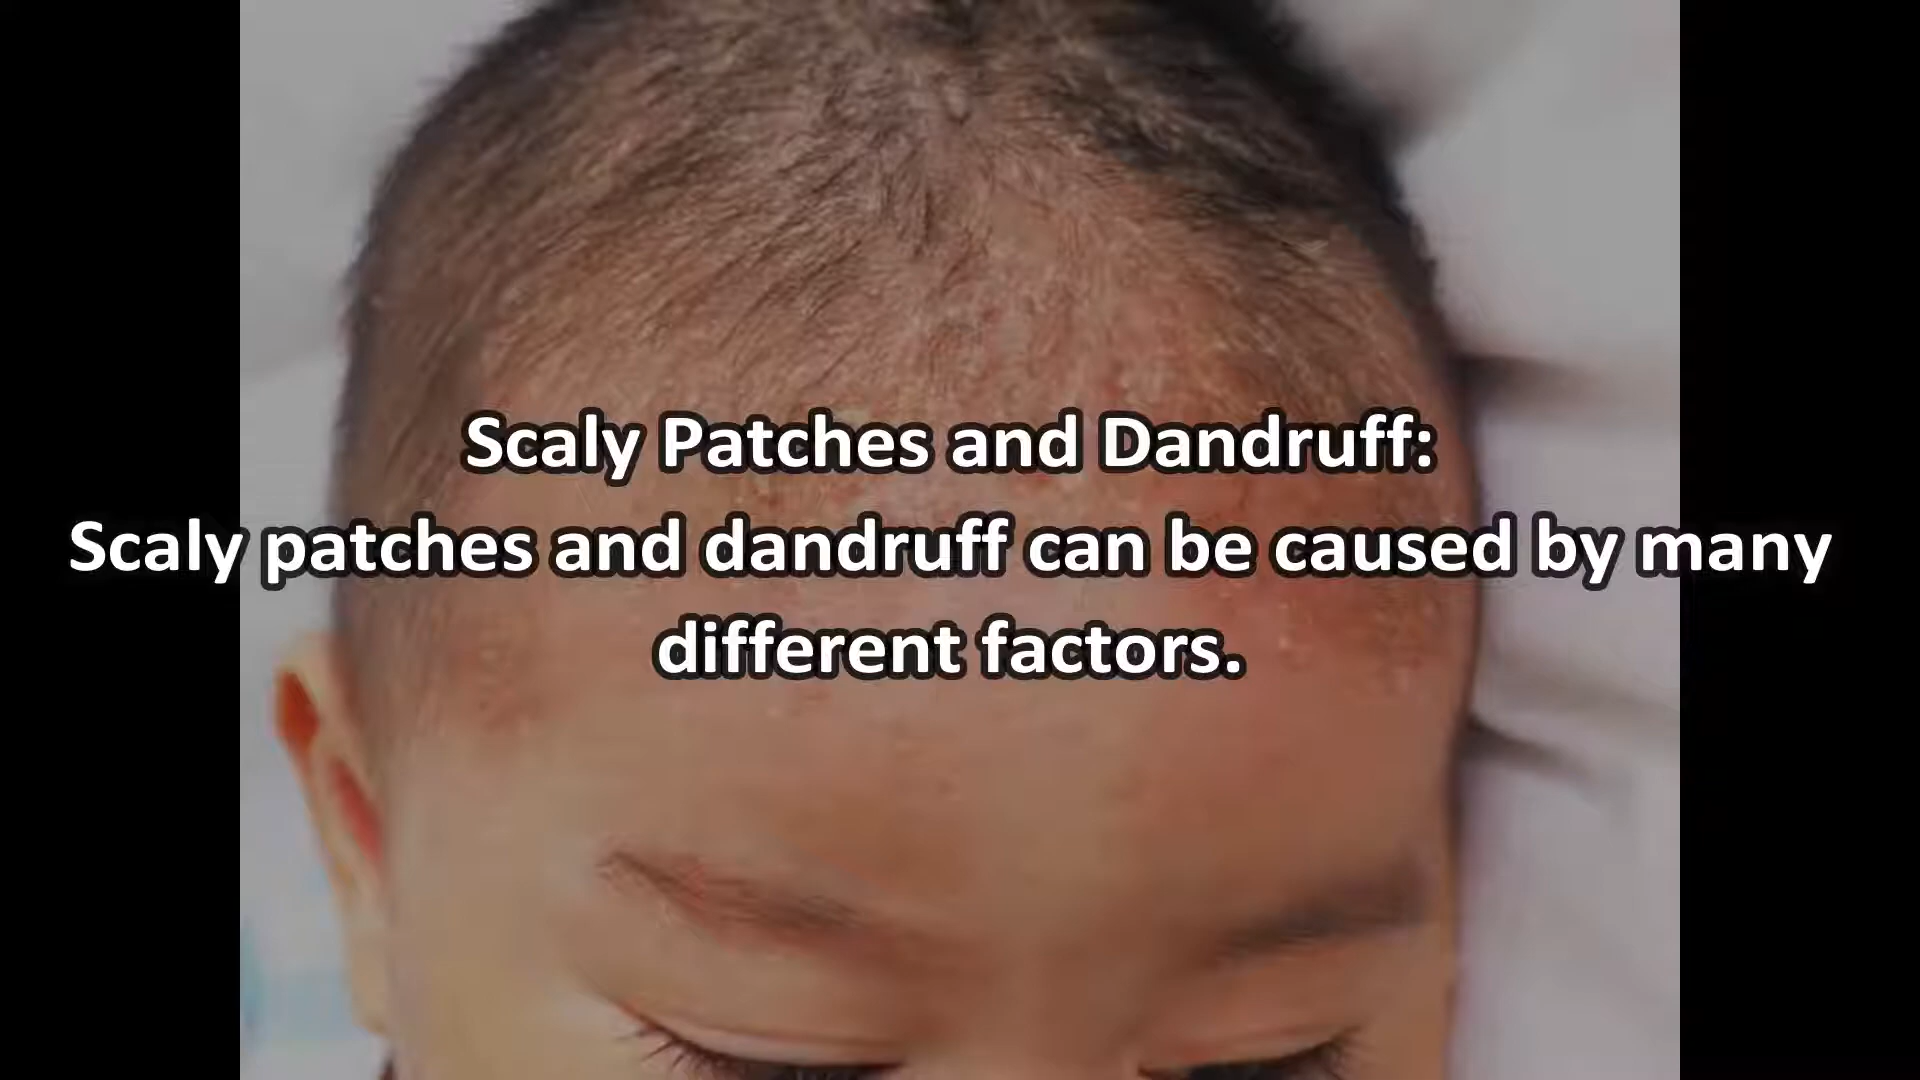 Scaly Patches and Dandruff:
Scaly patches and dandruff can be caused by many
different factors.